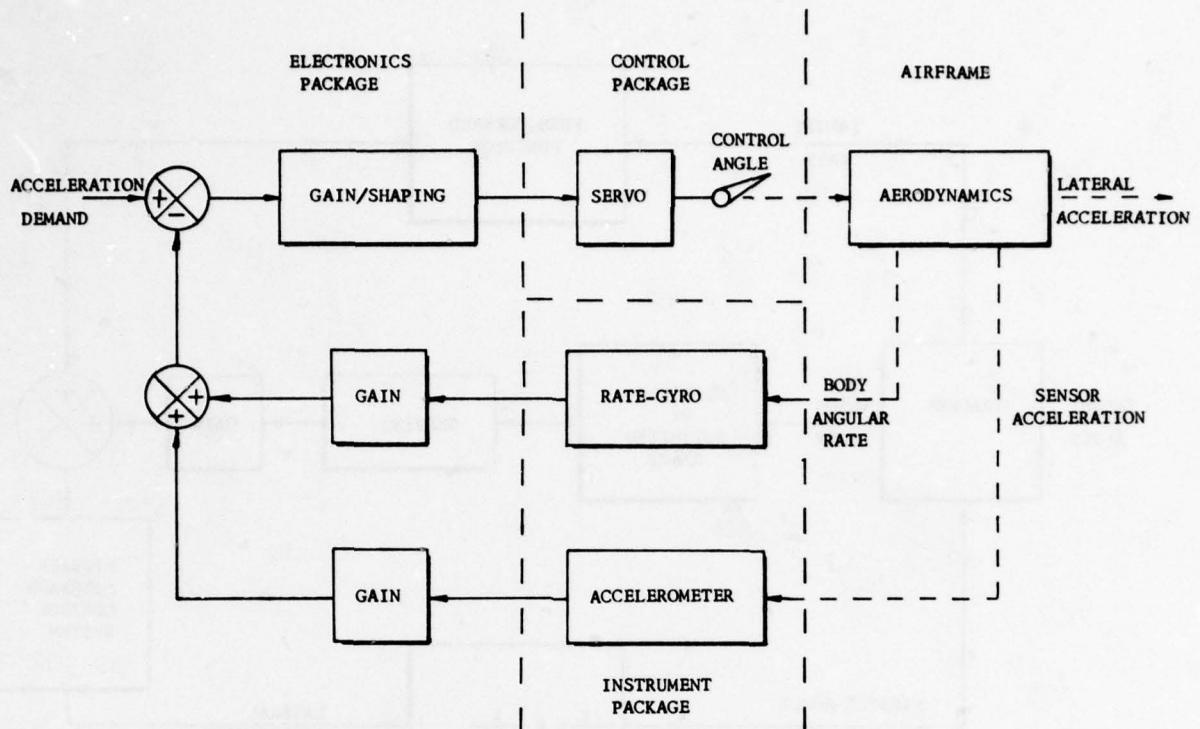 ELECTRONICS
PACKAGE
CONTROL
PACKAGE
AIRFRAME
ACCELERATION
DEMAND
+
−
GAIN/SHAPING
SERVO
CONTROL
ANGLE
AERODYNAMICS
LATERAL
ACCELERATION
+
+
GAIN
RATE-GYRO
BODY
ANGULAR
RATE
SENSOR
ACCELERATION
GAIN
ACCELEROMETER
INSTRUMENT
PACKAGE